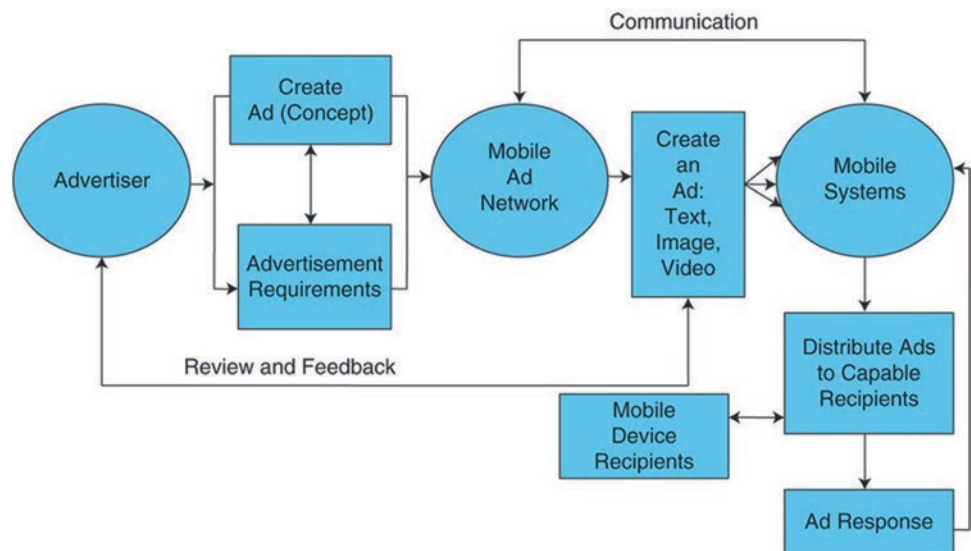 Communication
Create
Ad (Concept)
Advertiser
Advertisement
Requirements
Mobile
Ad
Network
Create
an
Ad:
Text,
Image,
Video
Mobile
Systems
Review and Feedback
Distribute Ads
to Capable
Recipients
Mobile
Device
Recipients
Ad Response